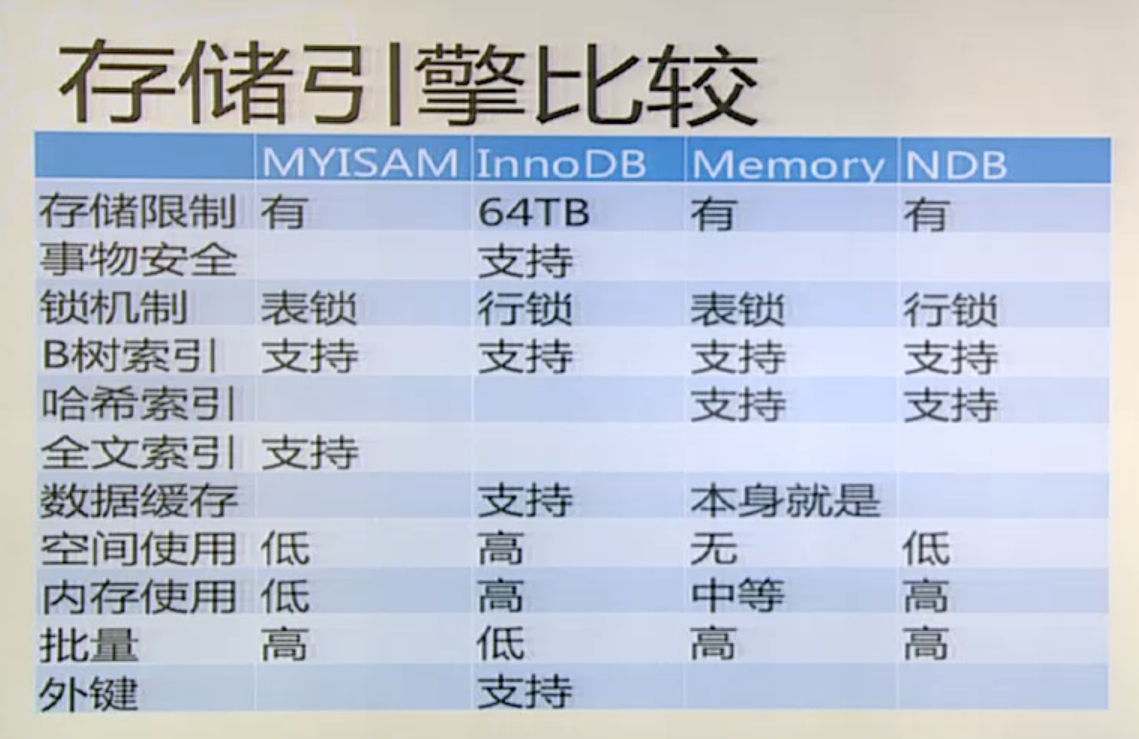 存储引擎比较
MYISAM InnoDB Memory NDB
存储限制 有 64TB 有 有
事物安全 支持
锁机制 表锁 行锁 表锁 行锁
B树索引 支持 支持 支持 支持
哈希索引 支持 支持
全文索引 支持
数据缓存 支持 本身就是
空间使用 低 高 无 低
内存使用 低 高 中等 高
批量 高 低 高 高
外键 支持